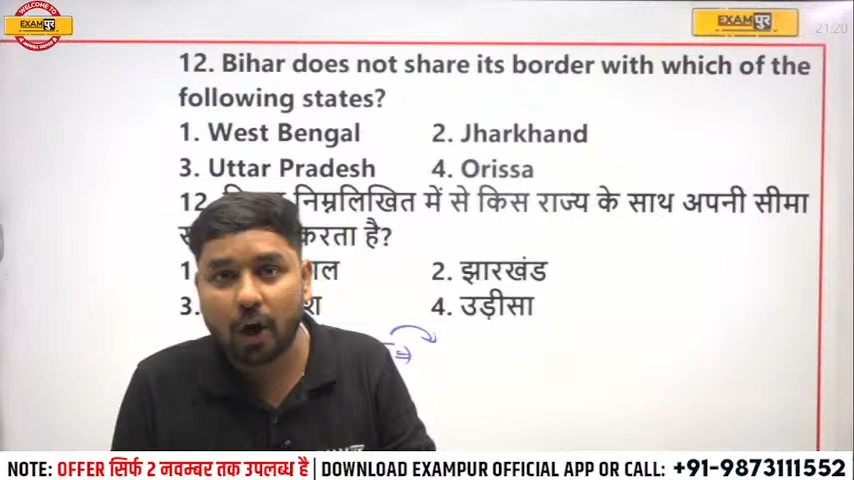 WELCOME TO
EXAMपुर
EXAMपुर
21:20
12. Bihar does not share its border with which of the
following states?
1. West Bengal 2. Jharkhand
3. Uttar Pradesh 4. Orissa
12. निम्नलिखित में से किस राज्य के साथ अपनी सीमा
करता है?
1. 2. झारखंड
3. 4. उड़ीसा
NOTE: OFFER सिर्फ 2 नवम्बर तक उपलब्ध है | DOWNLOAD EXAMPUR OFFICIAL APP OR CALL: +91-9873111552